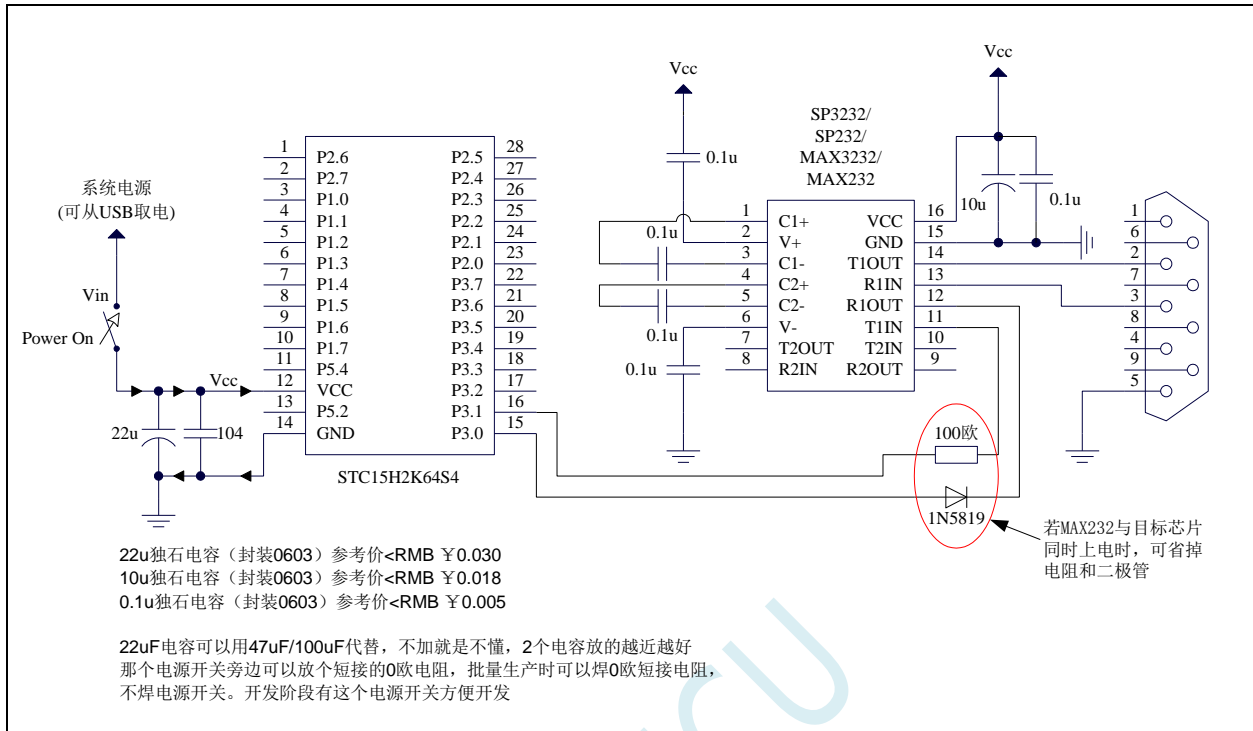 系统电源
(可从USB取电)
Vin
Power On
Vcc
22u
104
1 P2.6 P2.5 28
2 P2.7 P2.4 27
3 P1.0 P2.3 26
4 P1.1 P2.2 25
5 P1.2 P2.1 24
6 P1.3 P2.0 23
7 P1.4 P3.7 22
8 P1.5 P3.6 21
9 P1.6 P3.5 20
10 P1.7 P3.4 19
11 P5.4 P3.3 18
12 VCC P3.2 17
13 P5.2 P3.1 16
14 GND P3.0 15
STC15H2K64S4
Vcc
0.1u
0.1u
0.1u
0.1u
SP3232/
SP232/
MAX3232/
MAX232
1 C1+ VCC 16
2 V+ GND 15
3 C1- T1OUT 14
4 C2+ R1IN 13
5 C2- R1OUT 12
6 V- T1IN 11
7 T2OUT T2IN 10
8 R2IN R2OUT 9
Vcc
10u
0.1u
1
6
2
7
3
8
4
9
5
100欧
1N5819
若MAX232与目标芯片
同时上电时，可省掉
电阻和二极管
22u独石电容（封装0603）参考价<RMB ￥0.030
10u独石电容（封装0603）参考价<RMB ￥0.018
0.1u独石电容（封装0603）参考价<RMB ￥0.005
22uF电容可以用47uF/100uF代替，不加就是不懂，2个电容放的越近越好
那个电源开关旁边可以放个短接的0欧电阻，批量生产时可以焊0欧短接电阻，
不焊电源开关。开发阶段有这个电源开关方便开发